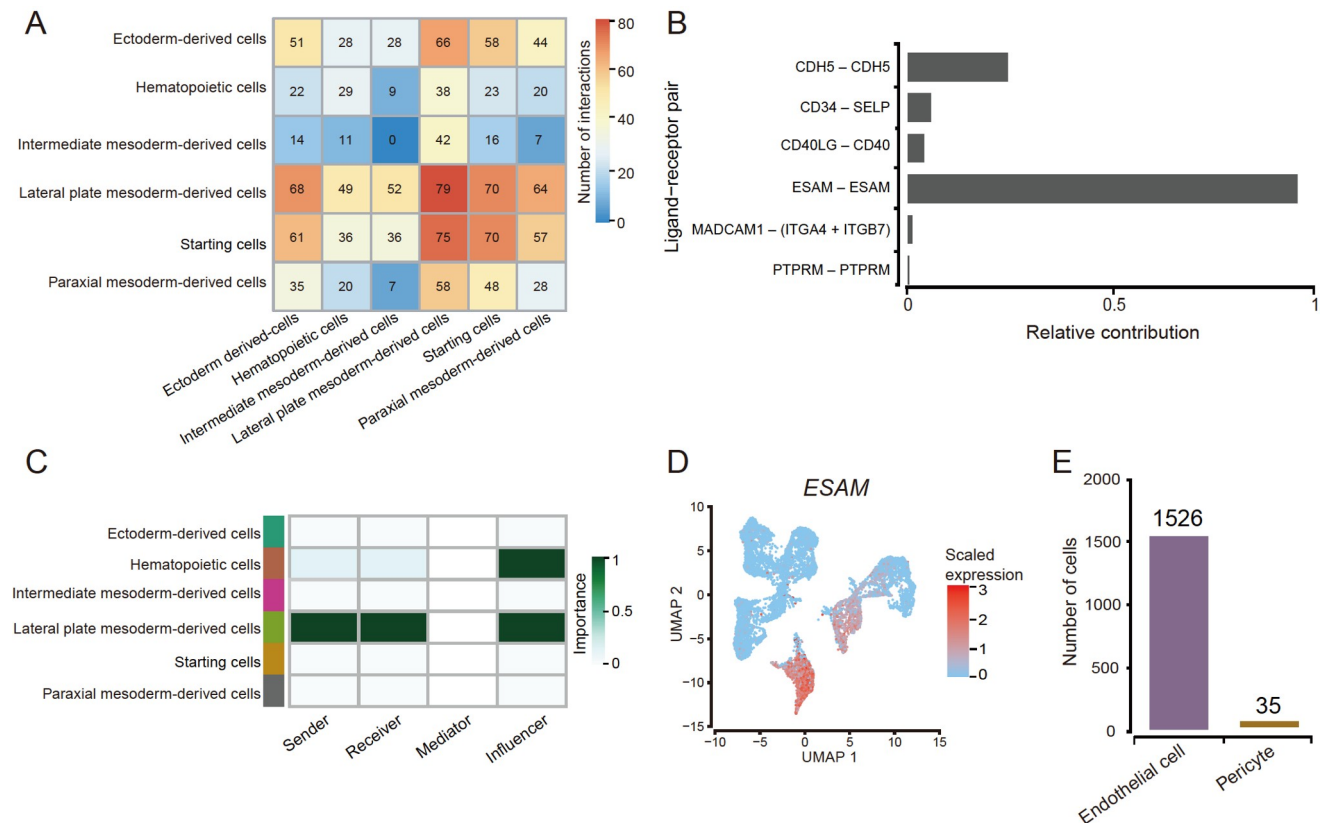 A
Ectoderm-derived cells
51 28 28 66 58 44
Hematopoietic cells
22 29 9 38 23 20
Intermediate mesoderm-derived cells
14 11 0 42 16 7
Lateral plate mesoderm-derived cells
68 49 52 79 70 64
Starting cells
61 36 36 75 70 57
Paraxial mesoderm-derived cells
35 20 7 58 48 28
Ectoderm derived-cells
Hematopoietic cells
Intermediate mesoderm-derived cells
Lateral plate mesoderm-derived cells
Starting cells
Paraxial mesoderm-derived cells
80
60
40
20
0
Number of interactions
B
Ligand–receptor pair
CDH5 – CDH5
CD34 – SELP
CD40LG – CD40
ESAM – ESAM
MADCAM1 – (ITGA4 + ITGB7)
PTPRM – PTPRM
0 0.5 1
Relative contribution
C
Ectoderm-derived cells
Hematopoietic cells
Intermediate mesoderm-derived cells
Lateral plate mesoderm-derived cells
Starting cells
Paraxial mesoderm-derived cells
Sender
Receiver
Mediator
Influencer
Importance
1
0.5
0
D
ESAM
UMAP 2
10
5
0
−5
−10
−15
−10 −5 0 5 10 15
UMAP 1
Scaled
expression
3
2
1
0
E
Number of cells
2000
1500
1000
500
0
1526
35
Endothelial cell
Pericyte